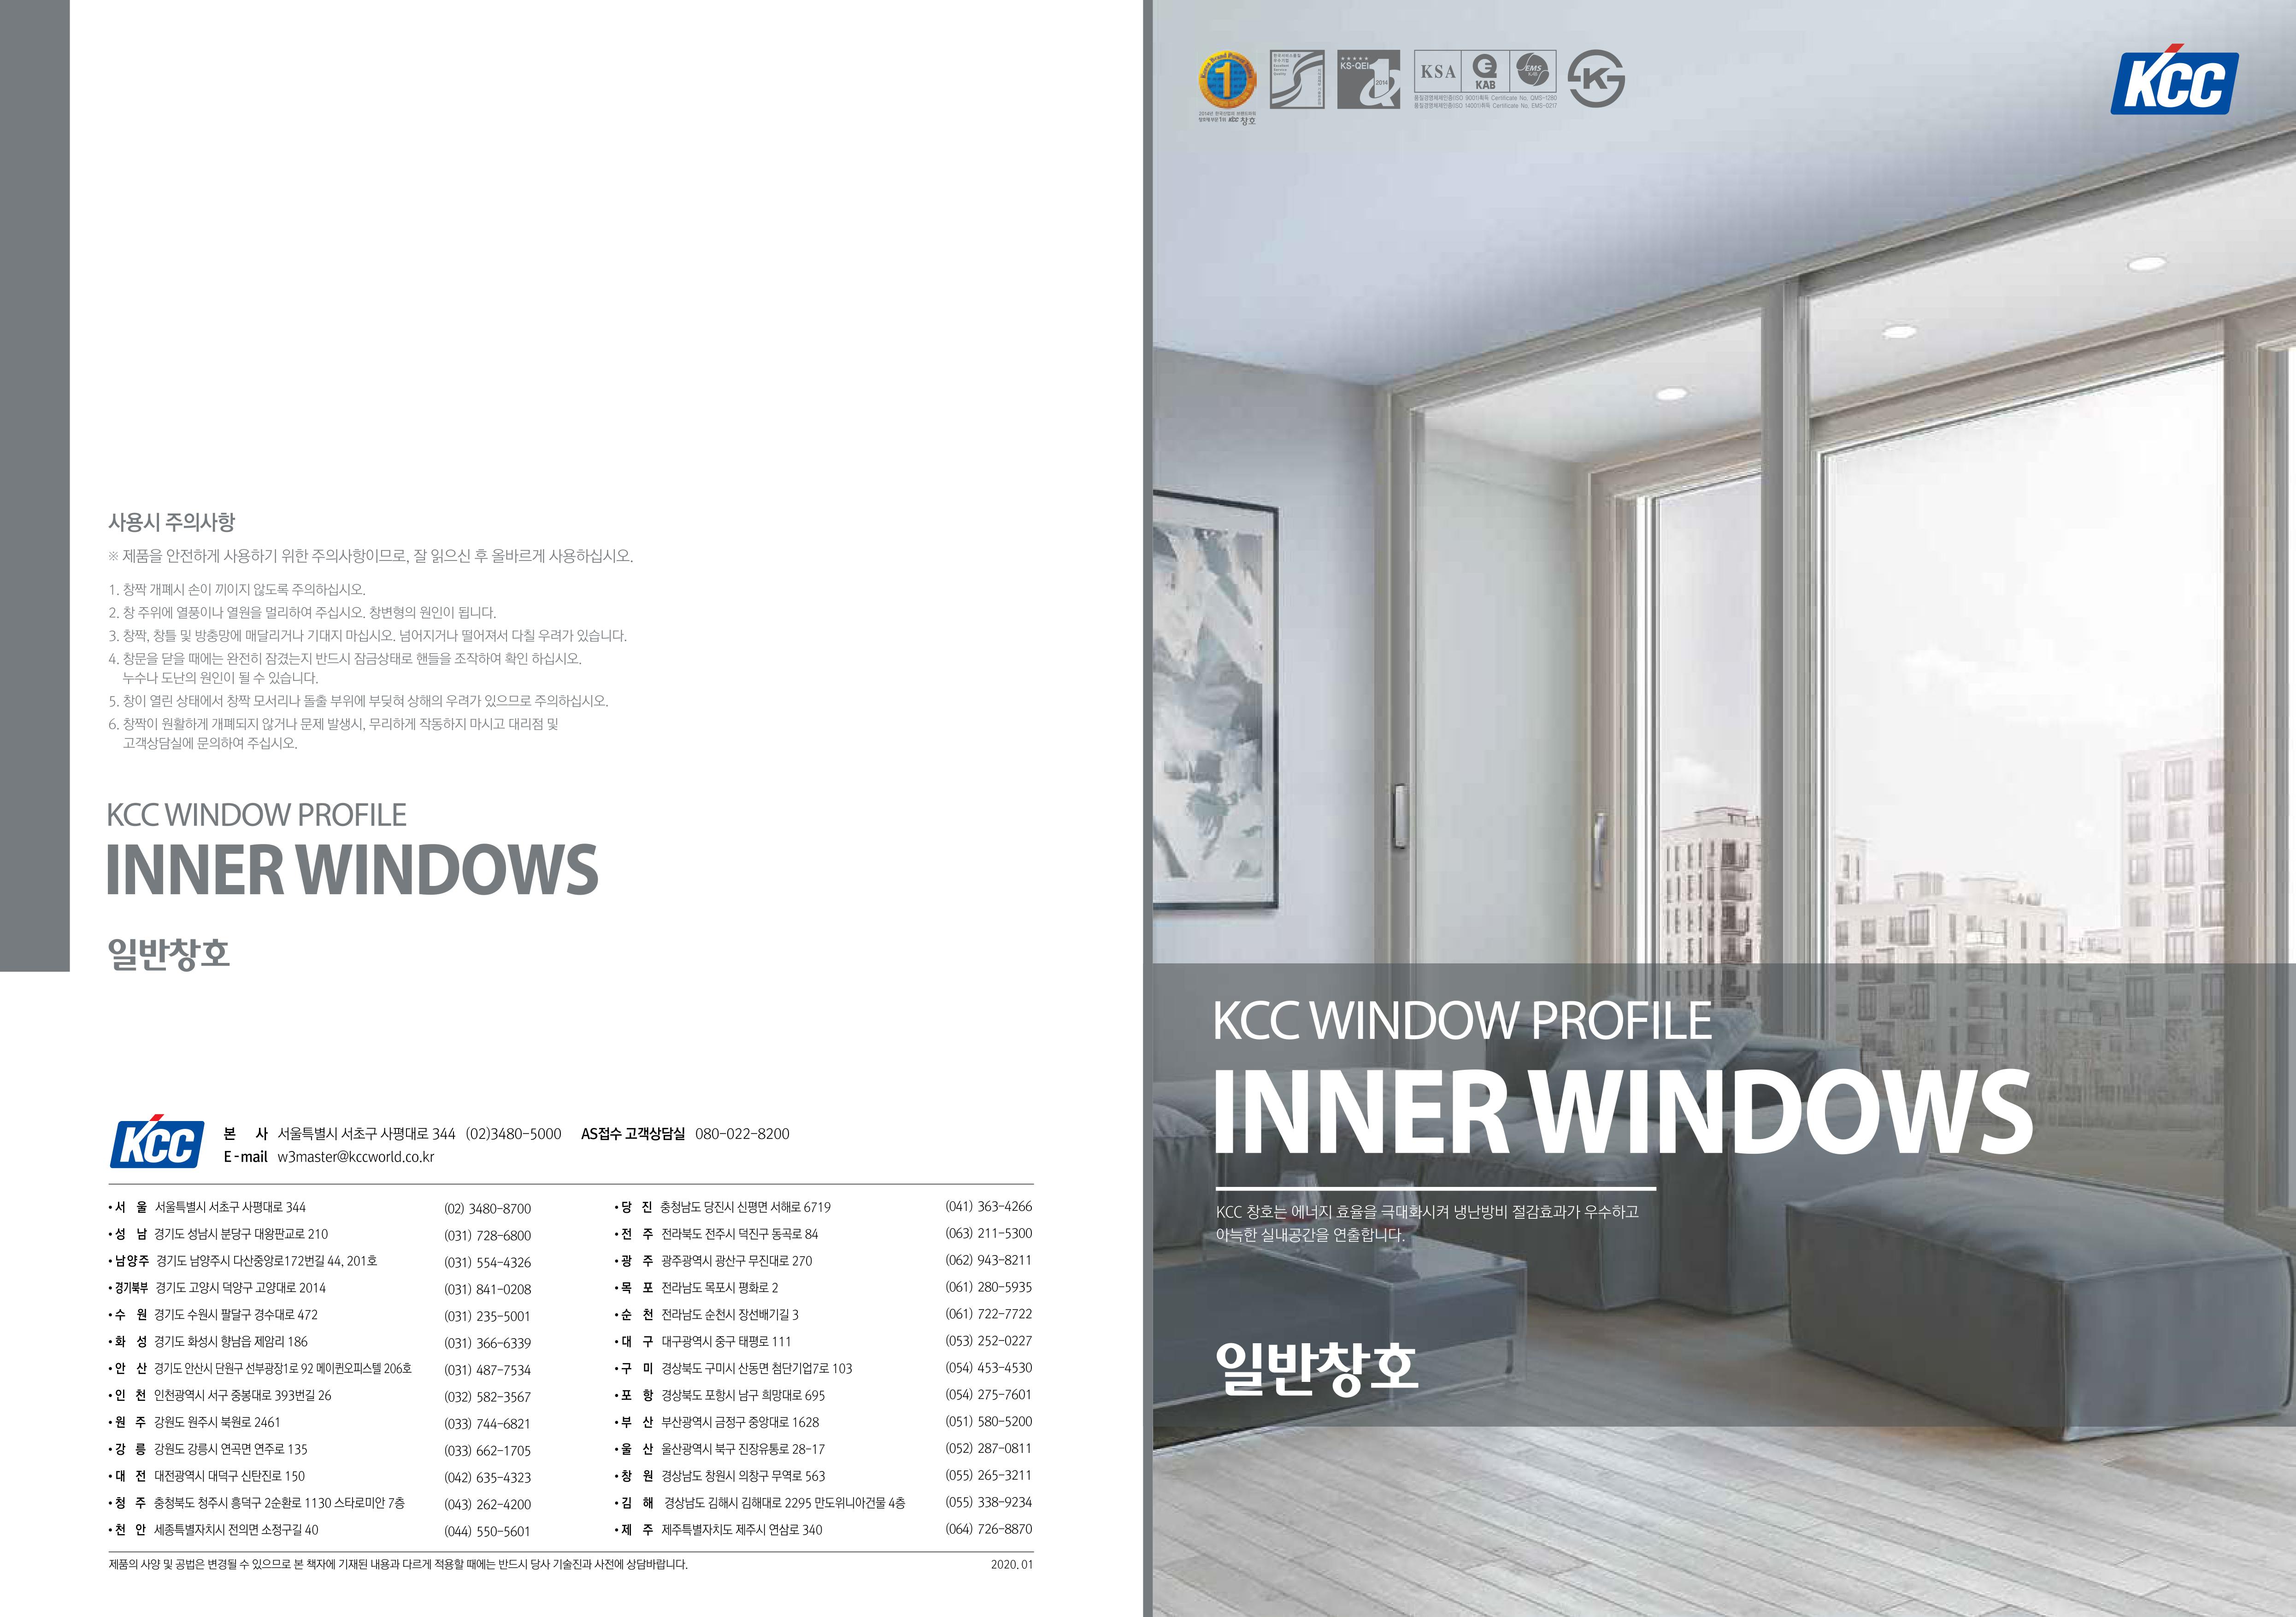 사용시 주의사항
※ 제품을 안전하게 사용하기 위한 주의사항이므로, 잘 읽으신 후 올바르게 사용하십시오.
1. 창짝 개폐시 손이 끼이지 않도록 주의하십시오.
2. 창 주위에 열풍이나 열원을 멀리하여 주십시오. 창변형의 원인이 됩니다.
3. 창짝, 창틀 및 방충망에 매달리거나 기대지 마십시오. 넘어지거나 떨어져서 다칠 우려가 있습니다.
4. 창문을 닫을 때에는 완전히 잠겼는지 반드시 잠금상태로 핸들을 조작하여 확인 하십시오.
누수나 도난의 원인이 될 수 있습니다.
5. 창이 열린 상태에서 창짝 모서리나 돌출 부위에 부딪혀 상해의 우려가 있으므로 주의하십시오.
6. 창짝이 원활하게 개폐되지 않거나 문제 발생시, 무리하게 작동하지 마시고 대리점 및
고객상담실에 문의하여 주십시오.
KCC WINDOW PROFILE
INNER WINDOWS
일반창호
KCC
본 사 서울특별시 서초구 사평대로 344 (02)3480-5000 AS접수 고객상담실 080-022-8200
E-mail w3master@kccworld.co.kr
• 서 울 서울특별시 서초구 사평대로 344 (02) 3480-8700
• 성 남 경기도 성남시 분당구 대왕판교로 210 (031) 728-6800
• 남양주 경기도 남양주시 다산중앙로172번길 44, 201호 (031) 554-4326
• 경기북부 경기도 고양시 덕양구 고양대로 2014 (031) 841-0208
• 수 원 경기도 수원시 팔달구 경수대로 472 (031) 235-5001
• 화 성 경기도 화성시 향남읍 제암리 186 (031) 366-6339
• 안 산 경기도 안산시 단원구 선부광장1로 92 메이퀸오피스텔 206호 (031) 487-7534
• 인 천 인천광역시 서구 중봉대로 393번길 26 (032) 582-3567
• 원 주 강원도 원주시 북원로 2461 (033) 744-6821
• 강 릉 강원도 강릉시 연곡면 연주로 135 (033) 662-1705
• 대 전 대전광역시 대덕구 신탄진로 150 (042) 635-4323
• 청 주 충청북도 청주시 흥덕구 2순환로 1130 스타로미안 7층 (043) 262-4200
• 천 안 세종특별자치시 전의면 소정구길 40 (044) 550-5601
• 당 진 충청남도 당진시 신평면 서해로 6719 (041) 363-4266
• 전 주 전라북도 전주시 덕진구 동곡로 84 (063) 211-5300
• 광 주 광주광역시 광산구 무진대로 270 (062) 943-8211
• 목 포 전라남도 목포시 평화로 2 (061) 280-5935
• 순 천 전라남도 순천시 장선배기길 3 (061) 722-7722
• 대 구 대구광역시 중구 태평로 111 (053) 252-0227
• 구 미 경상북도 구미시 산동면 첨단기업7로 103 (054) 453-4530
• 포 항 경상북도 포항시 남구 희망대로 695 (054) 275-7601
• 부 산 부산광역시 금정구 중앙대로 1628 (051) 580-5200
• 울 산 울산광역시 북구 진장유통로 28-17 (052) 287-0811
• 창 원 경상남도 창원시 의창구 무역로 563 (055) 265-3211
• 김 해 경상남도 김해시 김해대로 2295 만도위니아건물 4층 (055) 338-9234
• 제 주 제주특별자치도 제주시 연삼로 340 (064) 726-8870
제품의 사양 및 공법은 변경될 수 있으므로 본 책자에 기재된 내용과 다르게 적용할 때에는 반드시 당사 기술진과 사전에 상담바랍니다. 2020. 01
1
KS-QEI
2014
KSA
KAB
EMS
품질경영체제인증(ISO 9001)획득 Certificate No. QMS-1280
품질경영체제인증(ISO 14001)획득 Certificate No. EMS-0217
KCC 창호
KCC
KCC WINDOW PROFILE
INNER WINDOWS
KCC 창호는 에너지 효율을 극대화시켜 냉난방비 절감효과가 우수하고
아늑한 실내공간을 연출합니다.
일반창호